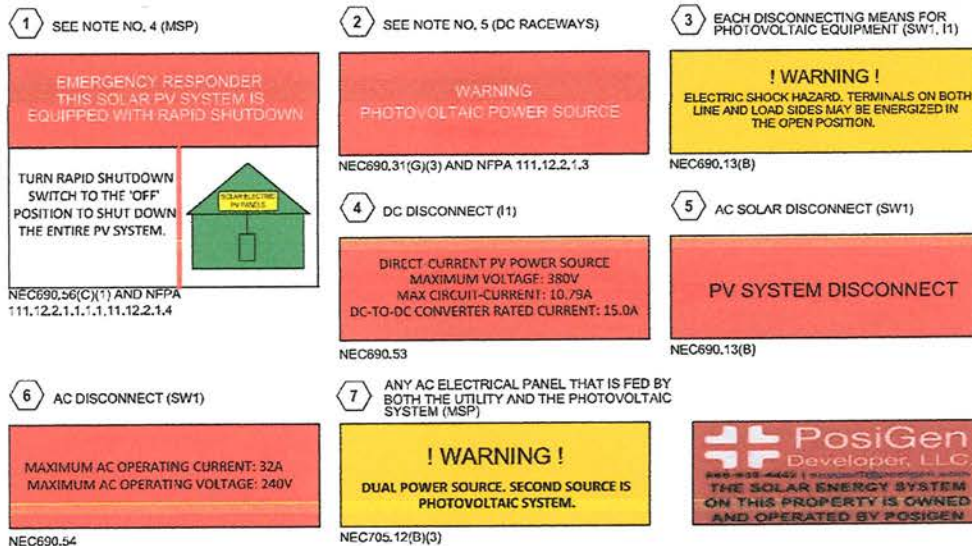 1 SEE NOTE NO. 4 (MSP)
EMERGENCY RESPONDER
THIS SOLAR PV SYSTEM IS
EQUIPPED WITH RAPID SHUTDOWN
TURN RAPID SHUTDOWN
SWITCH TO THE 'OFF'
POSITION TO SHUT DOWN
THE ENTIRE PV SYSTEM.
SOLAR ELECTRIC
PV PANELS
NEC690.56(C)(1) AND NFPA
111.12.2.1.1.1.1,11.12.2.1.4
2 SEE NOTE NO. 5 (DC RACEWAYS)
WARNING
PHOTOVOLTAIC POWER SOURCE
NEC690.31(G)(3) AND NFPA 111.12.2.1.3
3 EACH DISCONNECTING MEANS FOR
PHOTOVOLTAIC EQUIPMENT (SW1, I1)
! WARNING !
ELECTRIC SHOCK HAZARD. TERMINALS ON BOTH
LINE AND LOAD SIDES MAY BE ENERGIZED IN
THE OPEN POSITION.
NEC690.13(B)
4 DC DISCONNECT (I1)
DIRECT-CURRENT PV POWER SOURCE
MAXIMUM VOLTAGE: 380V
MAX CIRCUIT-CURRENT: 10.79A
DC-TO-DC CONVERTER RATED CURRENT: 15.0A
NEC690.53
5 AC SOLAR DISCONNECT (SW1)
PV SYSTEM DISCONNECT
NEC690.13(B)
6 AC DISCONNECT (SW1)
MAXIMUM AC OPERATING CURRENT: 32A
MAXIMUM AC OPERATING VOLTAGE: 240V
NEC690.54
7 ANY AC ELECTRICAL PANEL THAT IS FED BY
BOTH THE UTILITY AND THE PHOTOVOLTAIC
SYSTEM (MSP)
! WARNING !
DUAL POWER SOURCE. SECOND SOURCE IS
PHOTOVOLTAIC SYSTEM.
NEC705.12(B)(3)
PosiGen
Developer, LLC
THE SOLAR ENERGY SYSTEM
ON THIS PROPERTY IS OWNED
AND OPERATED BY POSIGEN